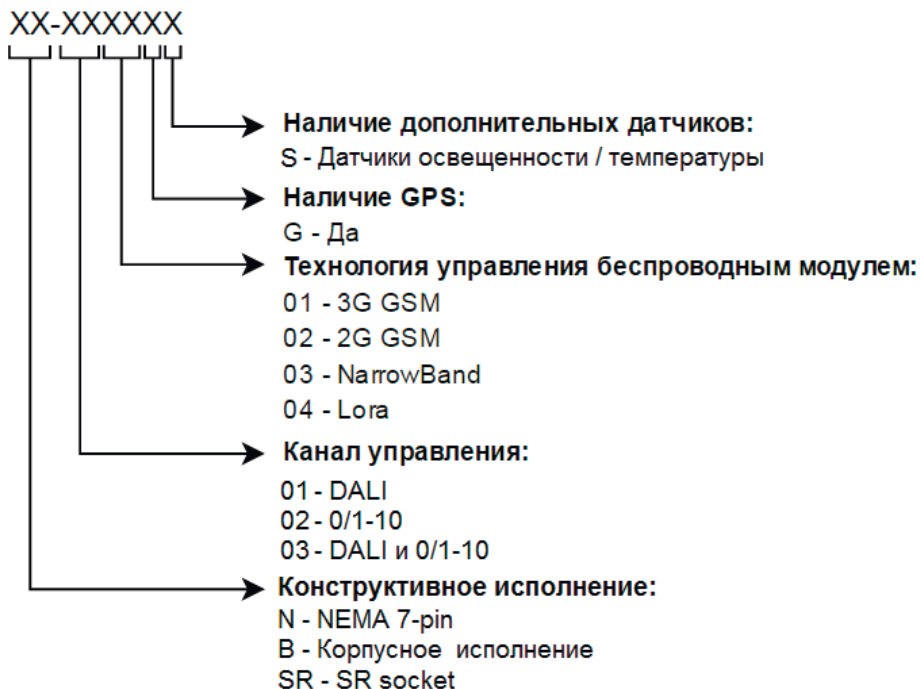 XX-XXXXXX
Наличие дополнительных датчиков:
S - Датчики освещенности / температуры
Наличие GPS:
G - Да
Технология управления беспроводным модулем:
01 - 3G GSM
02 - 2G GSM
03 - NarrowBand
04 - Lora
Канал управления:
01 - DALI
02 - 0/1-10
03 - DALI и 0/1-10
Конструктивное исполнение:
N - NEMA 7-pin
B - Корпусное исполнение
SR - SR socket